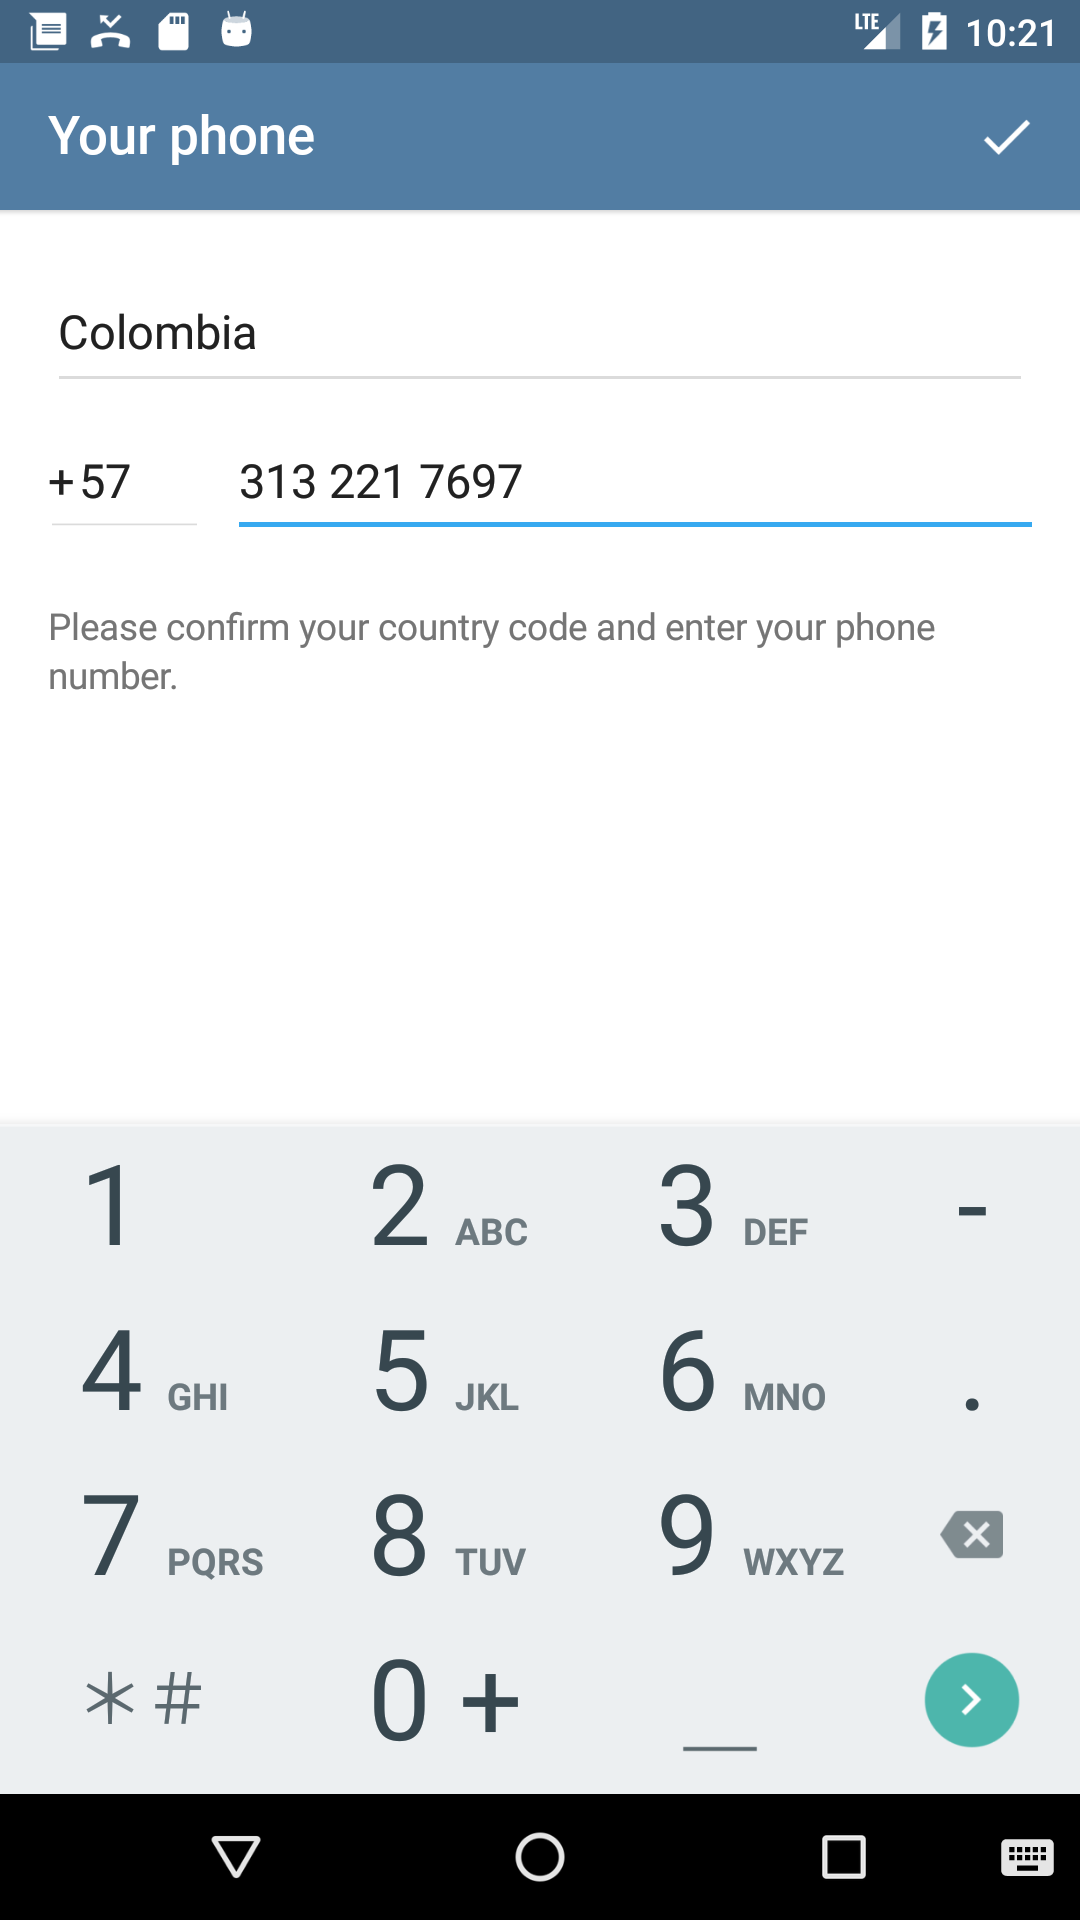 LTE 10:21
Your phone
Colombia
+57 313 221 7697
Please confirm your country code and enter your phone
number.
1 2 ABC 3 DEF -
4 GHI 5 JKL 6 MNO .
7 PQRS 8 TUV 9 WXYZ
*# 0 + _